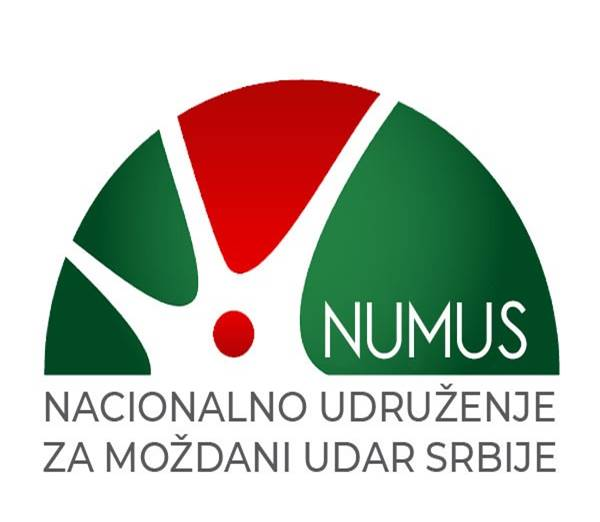 NUMUS
NACIONALNO UDRUŽENJE
ZA MOŽDANI UDAR SRBIJE